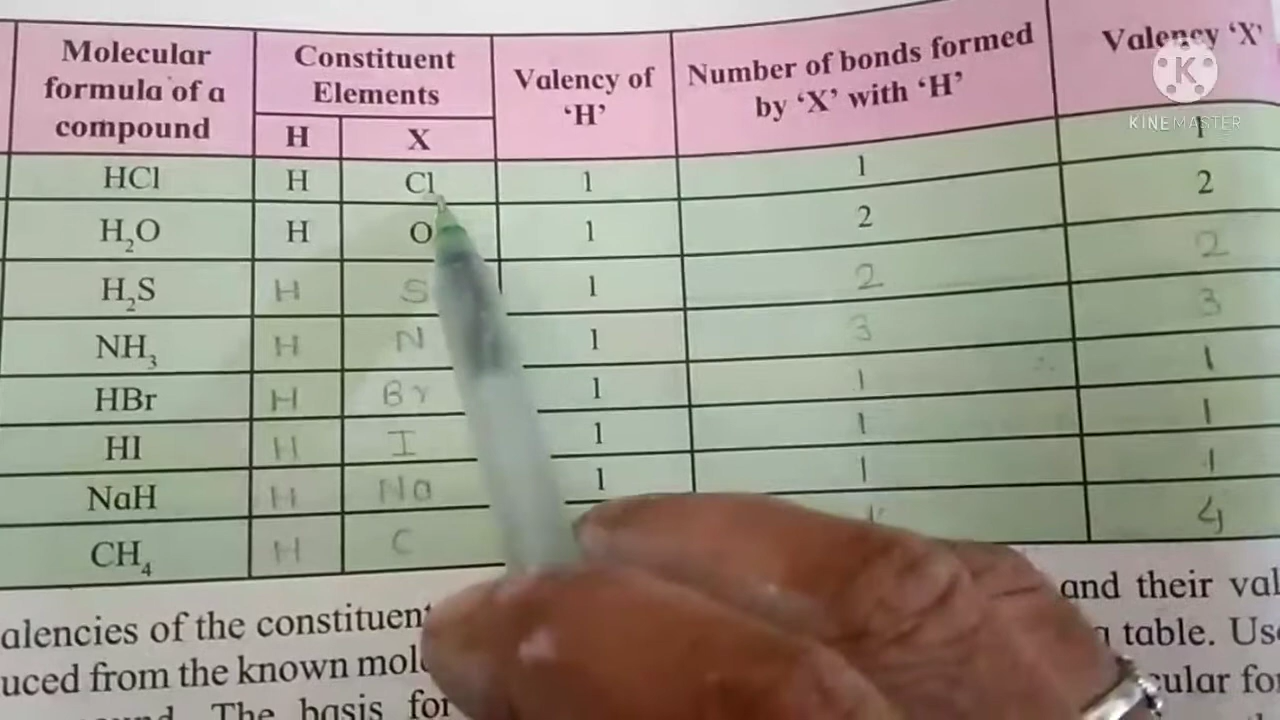 Molecular formula of a compound | Constituent Elements | Valency of 'H' | Number of bonds formed by 'X' with 'H' | Valency 'X'
H | X
HCl | H | Cl | 1 | 1 | 1
H₂O | H | O | 1 | 2 | 2
H₂S | H | S | 1 | 2 | 2
NH₃ | H | N | 1 | 3 | 3
HBr | H | Br | 1 | 1 | 1
HI | H | I | 1 | 1 | 1
NaH | H | Na | 1 | 1 | 1
CH₄ | H | C | 4
KINEMASTER
alencies of the constituent and their val
uced from the known table. Use
The basis for cular for